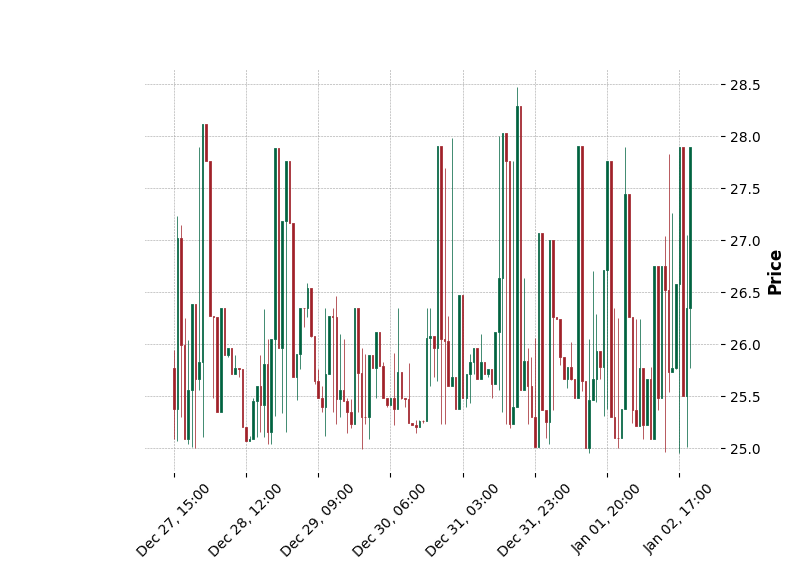 28.5
28.0
27.5
27.0
26.5
26.0
25.5
25.0
Price
Dec 27, 15:00
Dec 28, 12:00
Dec 29, 09:00
Dec 30, 06:00
Dec 31, 03:00
Dec 31, 23:00
Jan 01, 20:00
Jan 02, 17:00